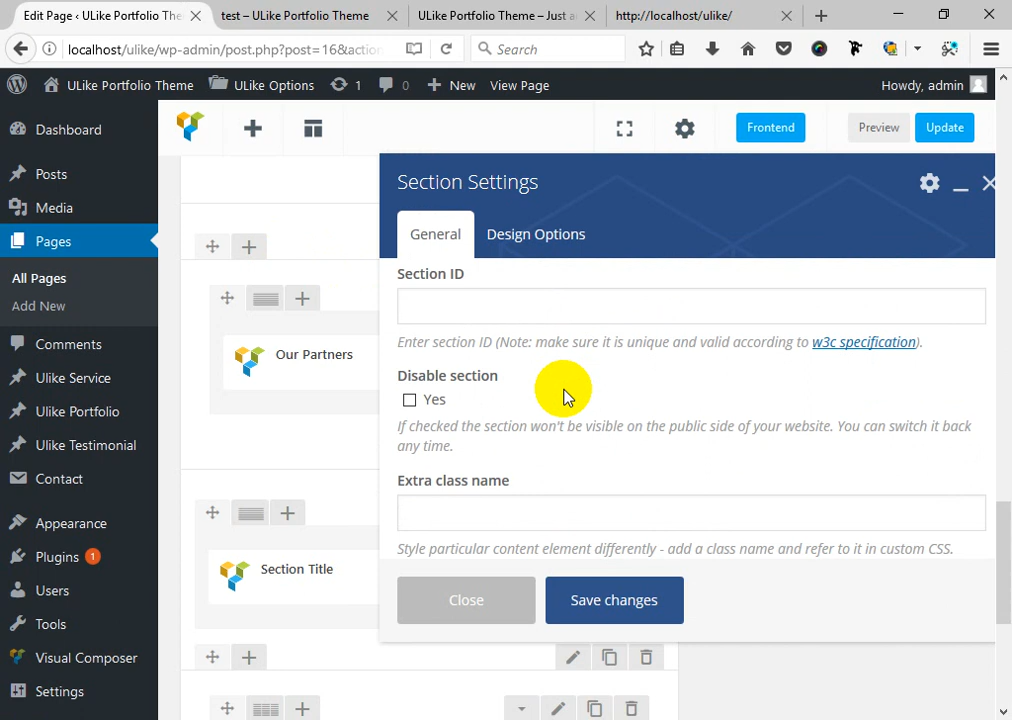 Edit Page ‹ ULike Portfolio The
test – ULike Portfolio Theme
ULike Portfolio Theme – Just a
http://localhost/ulike/
localhost/ulike/wp-admin/post.php?post=16&actio
Search
ULike Portfolio Theme
ULike Options
1
0
New
View Page
Howdy, admin
Dashboard
Posts
Media
Pages
All Pages
Add New
Comments
Ulike Service
Ulike Portfolio
Ulike Testimonial
Contact
Appearance
Plugins 1
Users
Tools
Visual Composer
Settings
Frontend
Preview
Update
Our Partners
Section Title
Section Settings
General
Design Options
Section ID
Enter section ID (Note: make sure it is unique and valid according to w3c specification).
Disable section
Yes
If checked the section won't be visible on the public side of your website. You can switch it back
any time.
Extra class name
Style particular content element differently - add a class name and refer to it in custom CSS.
Close
Save changes